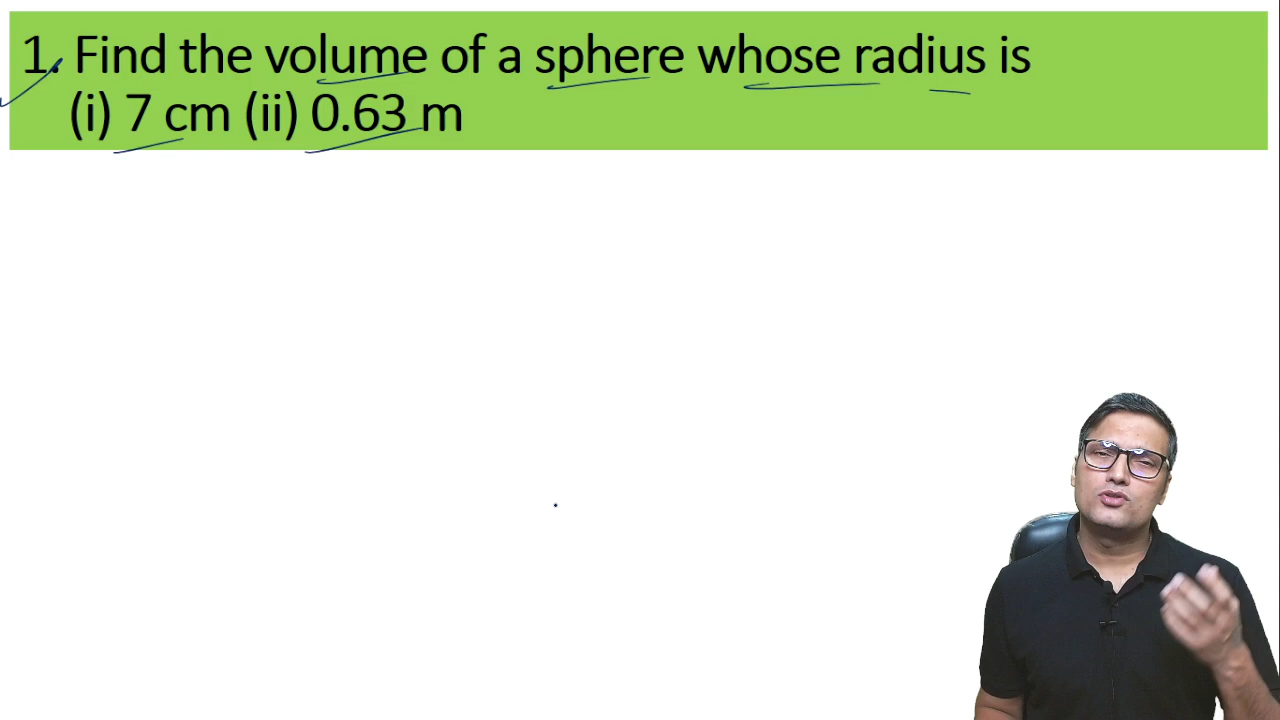 1. Find the volume of a sphere whose radius is
(i) 7 cm (ii) 0.63 m